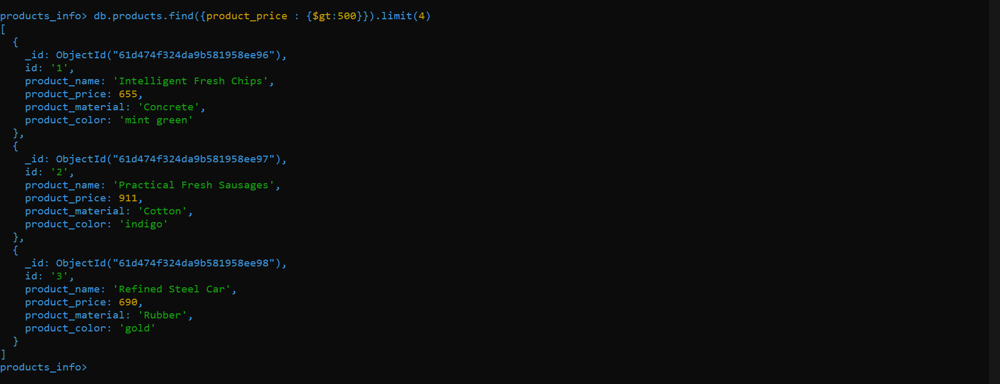 products_info> db.products.find({product_price : {$gt:500}}).limit(4)
[
  {
    _id: ObjectId("61d474f324da9b581958ee96"),
    id: '1',
    product_name: 'Intelligent Fresh Chips',
    product_price: 655,
    product_material: 'Concrete',
    product_color: 'mint green'
  },
  {
    _id: ObjectId("61d474f324da9b581958ee97"),
    id: '2',
    product_name: 'Practical Fresh Sausages',
    product_price: 911,
    product_material: 'Cotton',
    product_color: 'indigo'
  },
  {
    _id: ObjectId("61d474f324da9b581958ee98"),
    id: '3',
    product_name: 'Refined Steel Car',
    product_price: 690,
    product_material: 'Rubber',
    product_color: 'gold'
  }
]
products_info>